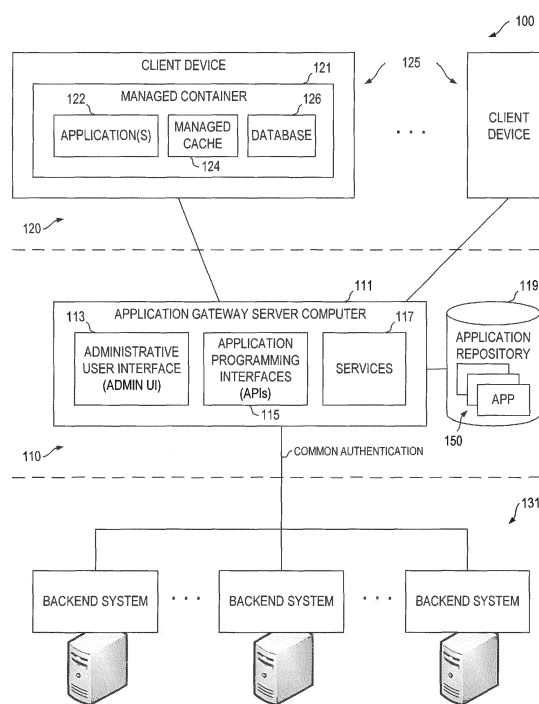 100
CLIENT DEVICE
121
125
MANAGED CONTAINER
122
126
APPLICATION(S)
MANAGED
CACHE
DATABASE
124
. . .
CLIENT
DEVICE
120
111
119
APPLICATION GATEWAY SERVER COMPUTER
113
117
ADMINISTRATIVE
USER INTERFACE
(ADMIN UI)
APPLICATION
PROGRAMMING
INTERFACES
(APIs)
SERVICES
115
APPLICATION
REPOSITORY
APP
150
110
COMMON AUTHENTICATION
131
BACKEND SYSTEM
. . .
BACKEND SYSTEM
. . .
BACKEND SYSTEM